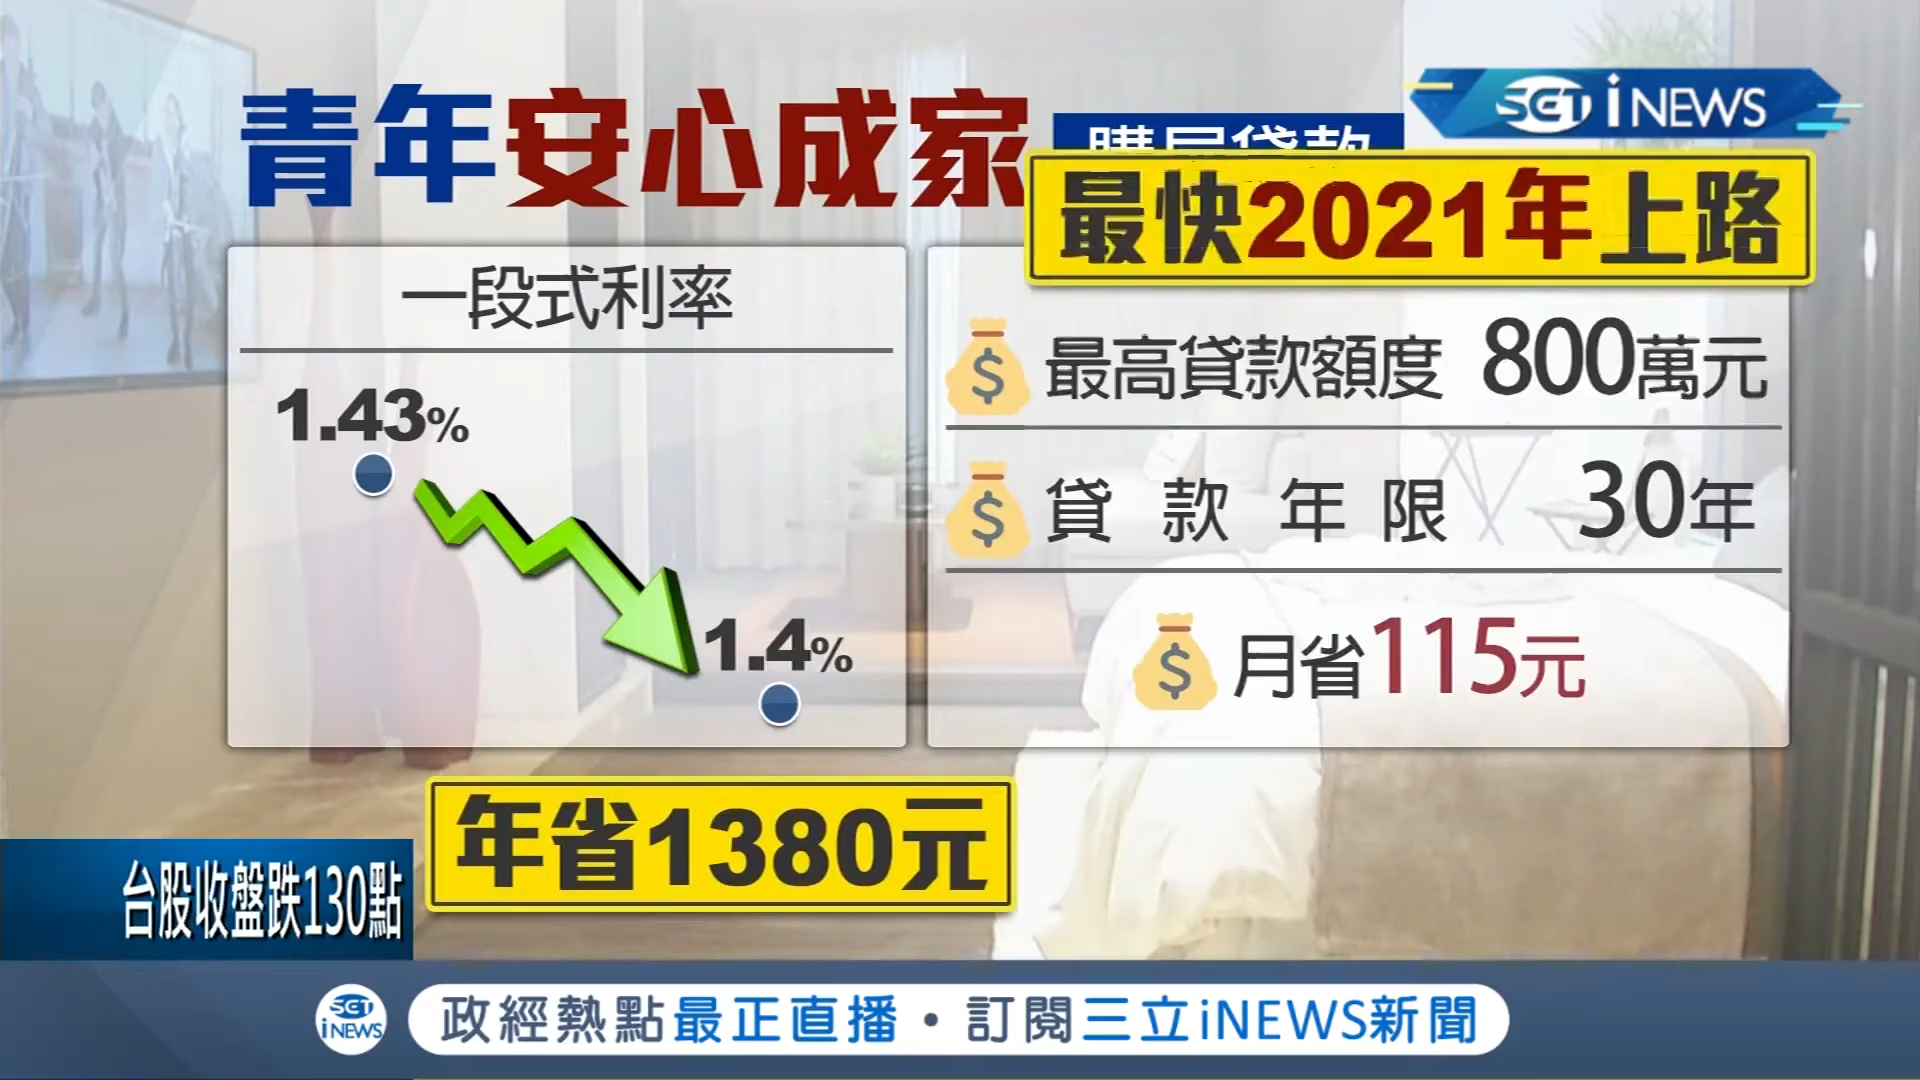 SET iNEWS
青年安心成家 購屋貸款
最快2021年上路
一段式利率
1.43%
1.4%
$ 最高貸款額度 800萬元
$ 貸款年限 30年
$ 月省115元
年省1380元
台股收盤跌130點
SET iNEWS
政經熱點最正直播・訂閱三立iNEWS新聞